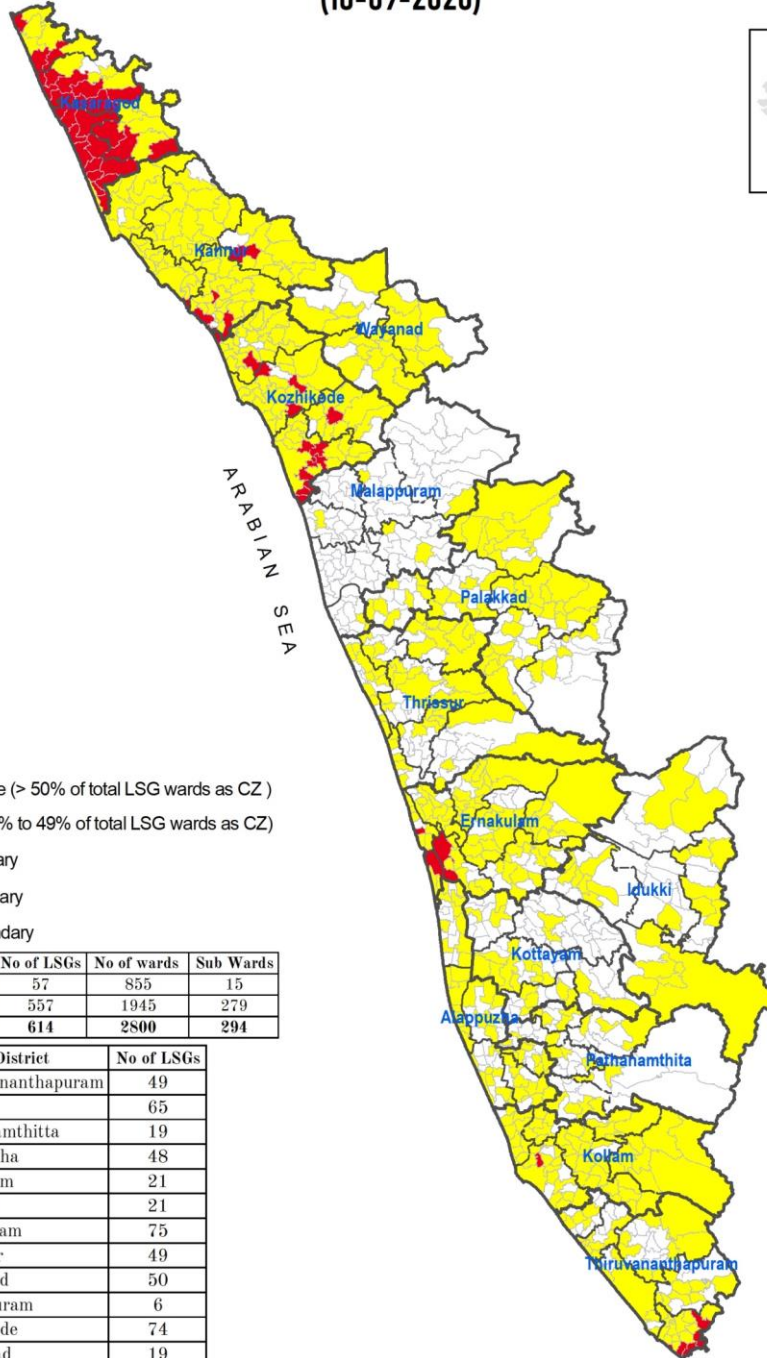 (10-09-2020)
Kasaragod
Kannur
Wayanad
Kozhikode
Malappuram
ARABIAN SEA
Palakkad
Thrissur
e (> 50% of total LSG wards as CZ )
% to 49% of total LSG wards as CZ)
Ernakulam
ary
Idukki
ary
dary
Kottayam
No of LSGs No of wards Sub Wards
57 855 15
557 1945 279
614 2800 294
Alappuzha
Pathanamthita
District No of LSGs
nanthapuram 49
65
amthitta 19
ha 48
m 21
21
am 75
r 49
d 50
uram 6
de 74
d 19
Kollam
Thiruvananthapuram